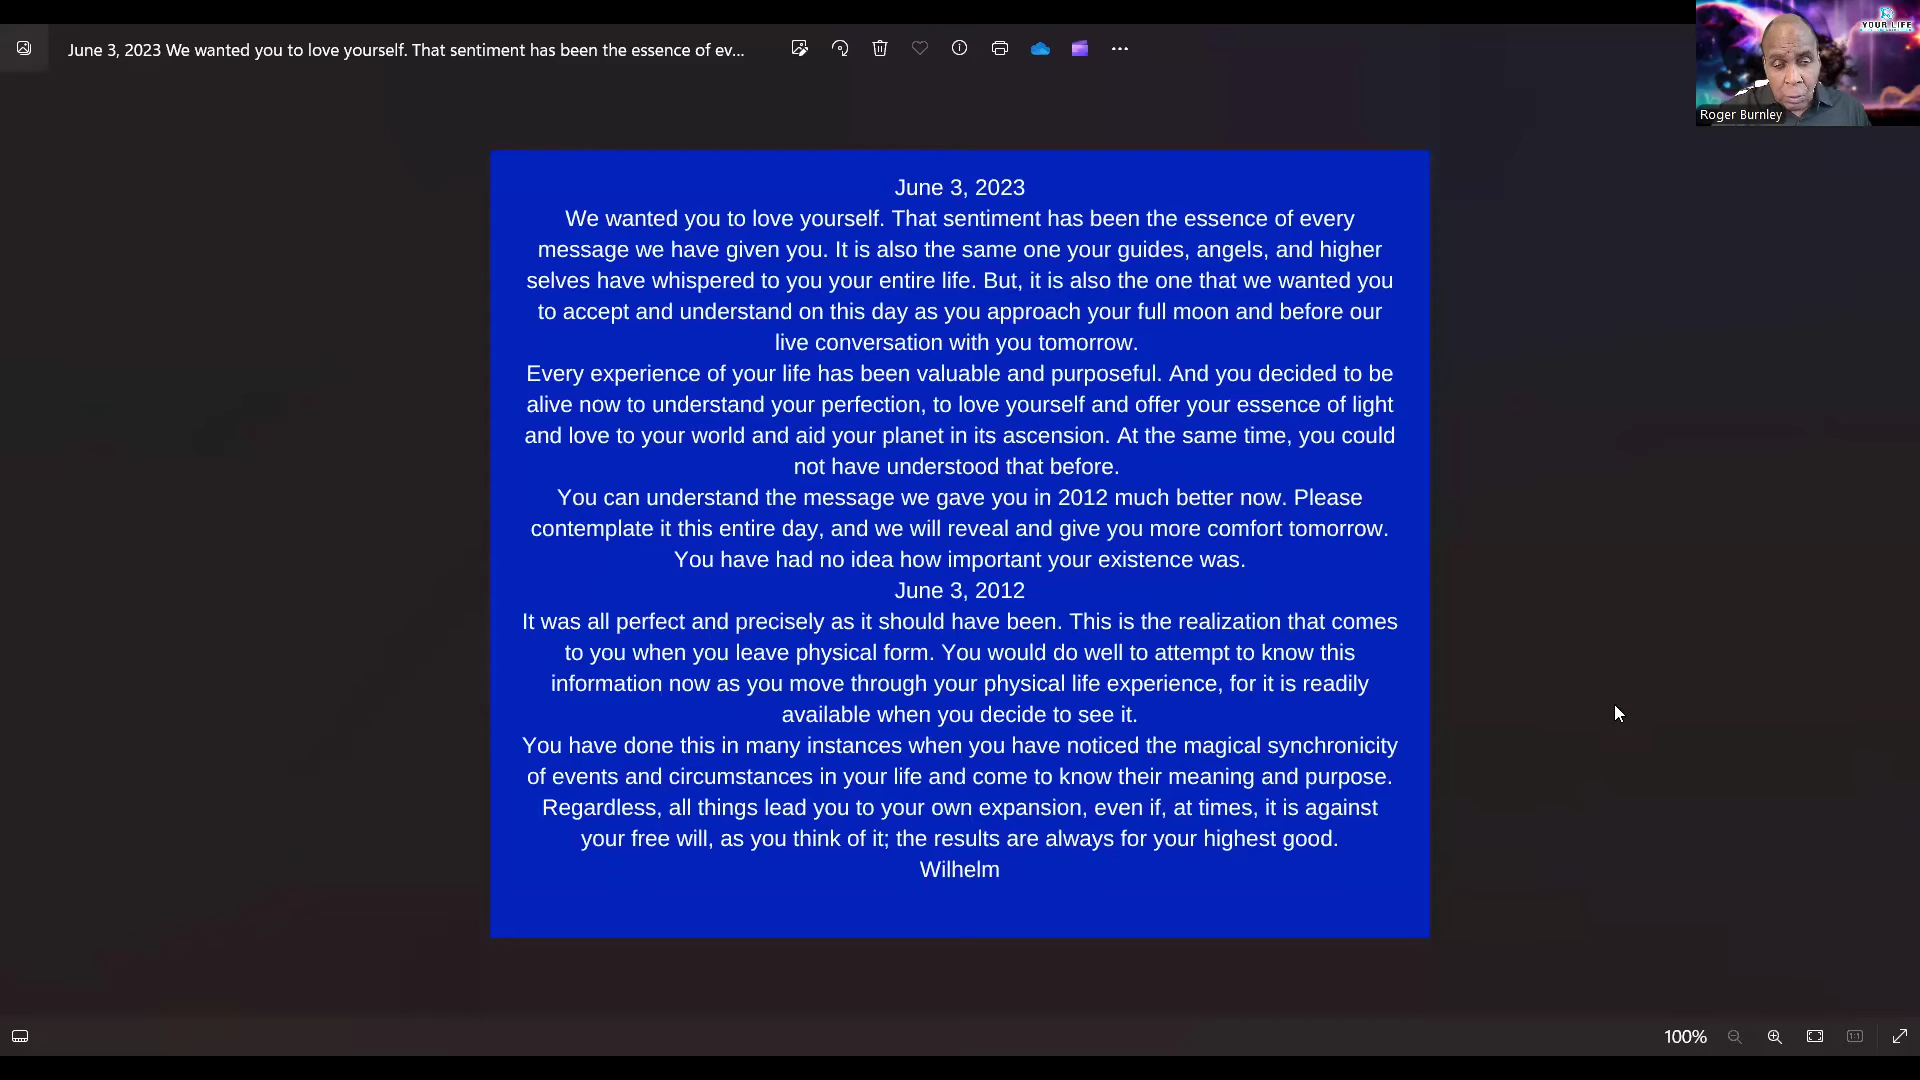 June 3, 2023 We wanted you to love yourself. That sentiment has been the essence of ev...
YOUR LIFE
Roger Burnley
June 3, 2023
We wanted you to love yourself. That sentiment has been the essence of every
message we have given you. It is also the same one your guides, angels, and higher
selves have whispered to you your entire life. But, it is also the one that we wanted you
to accept and understand on this day as you approach your full moon and before our
live conversation with you tomorrow.
Every experience of your life has been valuable and purposeful. And you decided to be
alive now to understand your perfection, to love yourself and offer your essence of light
and love to your world and aid your planet in its ascension. At the same time, you could
not have understood that before.
You can understand the message we gave you in 2012 much better now. Please
contemplate it this entire day, and we will reveal and give you more comfort tomorrow.
You have had no idea how important your existence was.
June 3, 2012
It was all perfect and precisely as it should have been. This is the realization that comes
to you when you leave physical form. You would do well to attempt to know this
information now as you move through your physical life experience, for it is readily
available when you decide to see it.
You have done this in many instances when you have noticed the magical synchronicity
of events and circumstances in your life and come to know their meaning and purpose.
Regardless, all things lead you to your own expansion, even if, at times, it is against
your free will, as you think of it; the results are always for your highest good.
Wilhelm
100%